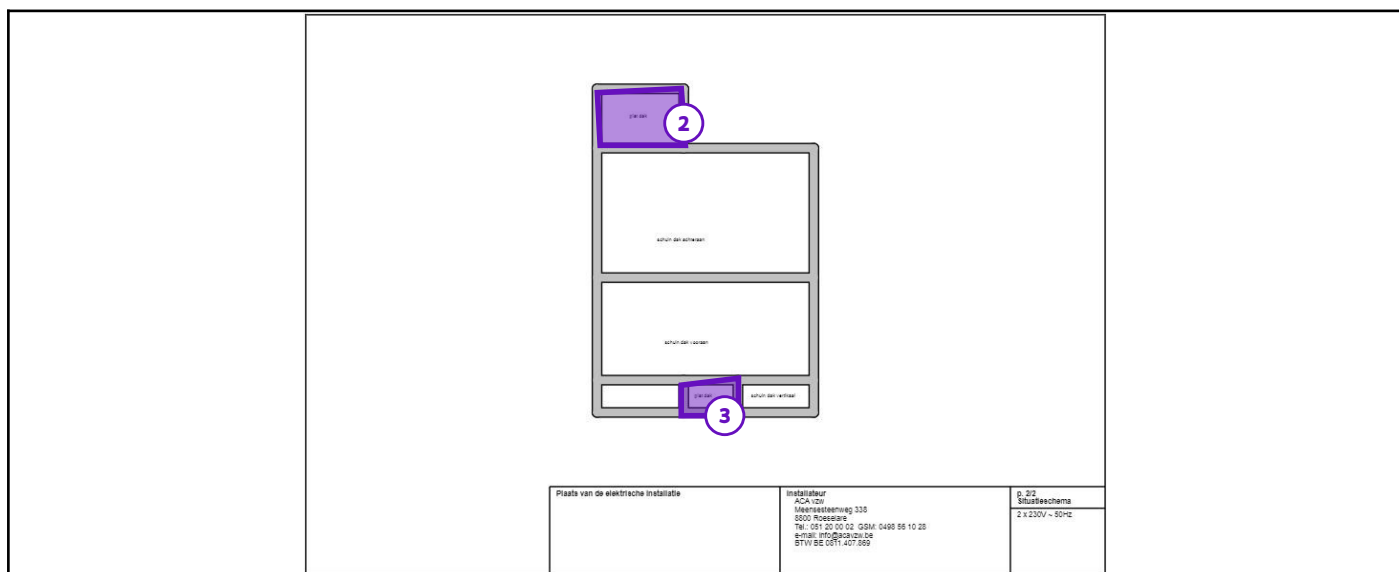 plat dak
2
schuin dak achteraan
schuin dak vooraan
plat dak
schuin dak verticaal
3
Plaats van de elektrische installatie
Installateur
ACA vzw
Meensesteenweg 338
8800 Roeselare
Tel.: 051 20 00 02 GSM: 0498 56 10 28
e-mail: info@acavzw.be
BTW BE 0811.407.869
p. 2/2
Situatieschema
2 x 230V ~ 50Hz